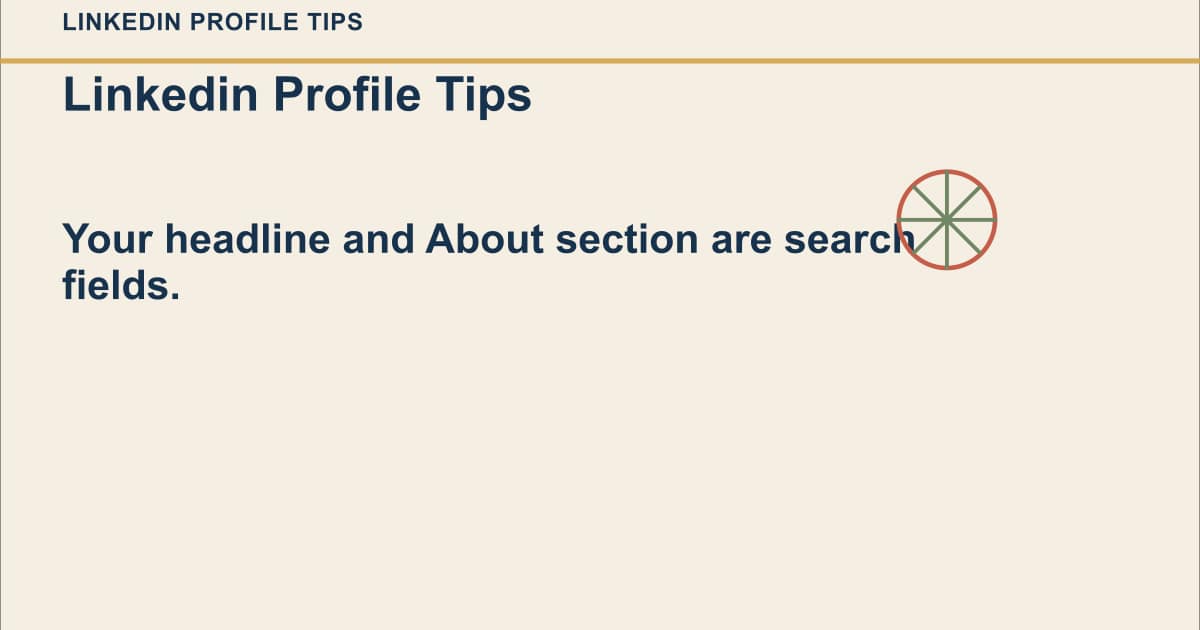 LINKEDIN PROFILE TIPS
Linkedin Profile Tips
Your headline and About section are search
fields.